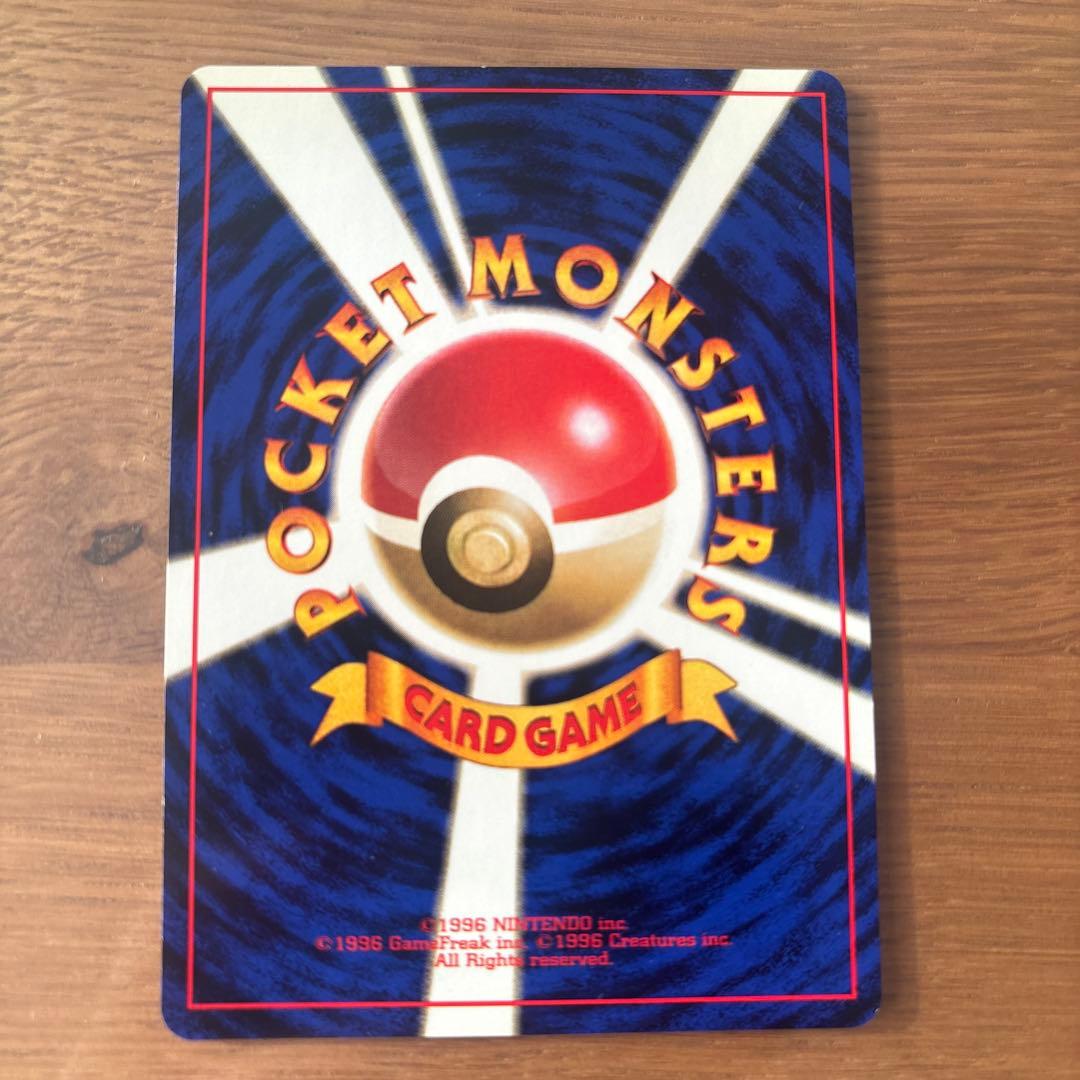 POCKET MONSTERS
CARD GAME
©1996 NINTENDO inc.
©1996 GameFreak inc. ©1996 Creatures inc.
All Rights reserved.